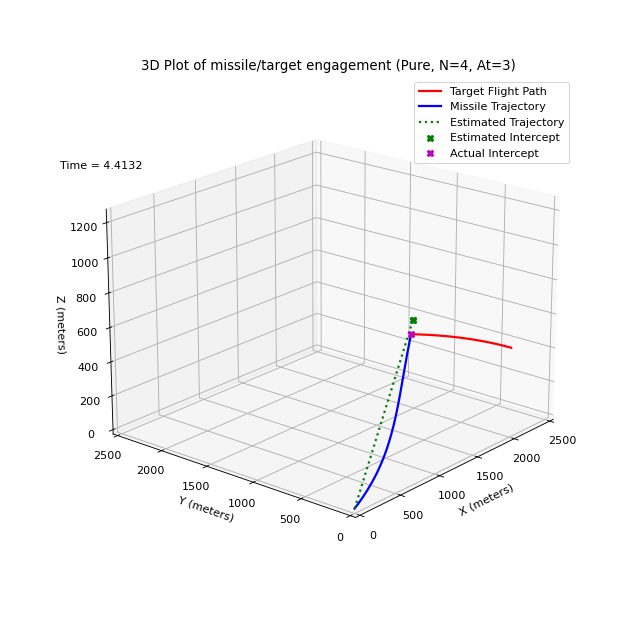 3D Plot of missile/target engagement (Pure, N=4, At=3)
Target Flight Path
Missile Trajectory
Estimated Trajectory
Estimated Intercept
Actual Intercept
Time = 4.4132
1200
1000
800
600
400
200
0
Z (meters)
2500
2000
1500
1000
500
0
Y (meters)
0
500
1000
1500
2000
2500
X (meters)